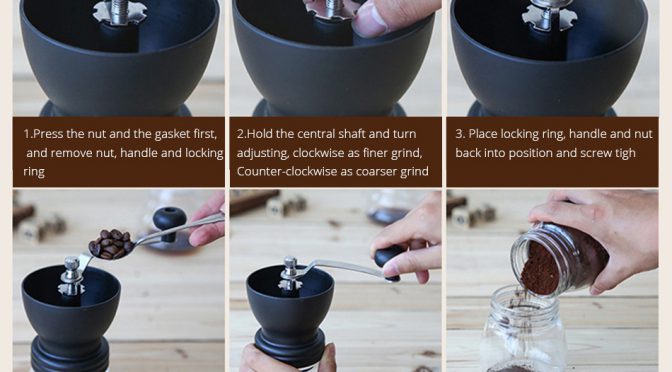 1.Press the nut and the gasket first,
and remove nut, handle and locking
ring
2.Hold the central shaft and turn
adjusting, clockwise as finer grind,
Counter-clockwise as coarser grind
3. Place locking ring, handle and nut
back into position and screw tigh